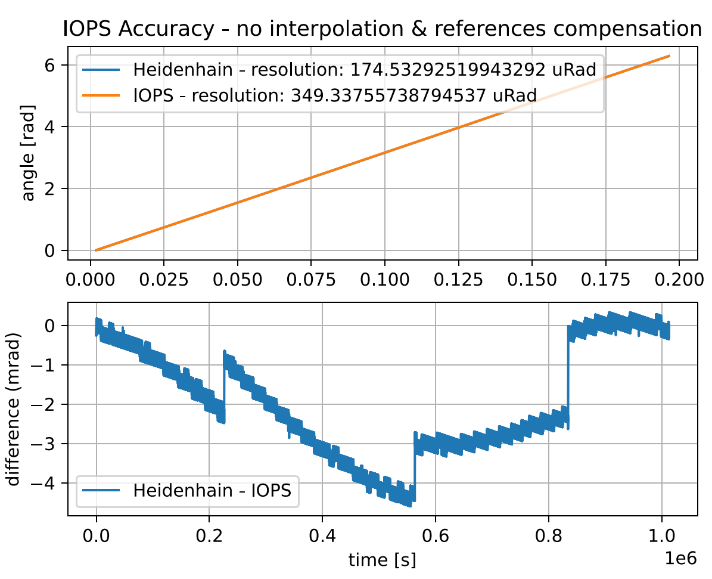 IOPS Accuracy - no interpolation & references compensation
Heidenhain - resolution: 174.53292519943292 uRad
IOPS - resolution: 349.33755738794537 uRad
angle [rad]
6
4
2
0
0.000 0.025 0.050 0.075 0.100 0.125 0.150 0.175 0.200
difference (mrad)
0
−1
−2
−3
−4
Heidenhain - IOPS
0.0 0.2 0.4 0.6 0.8 1.0
1e6
time [s]